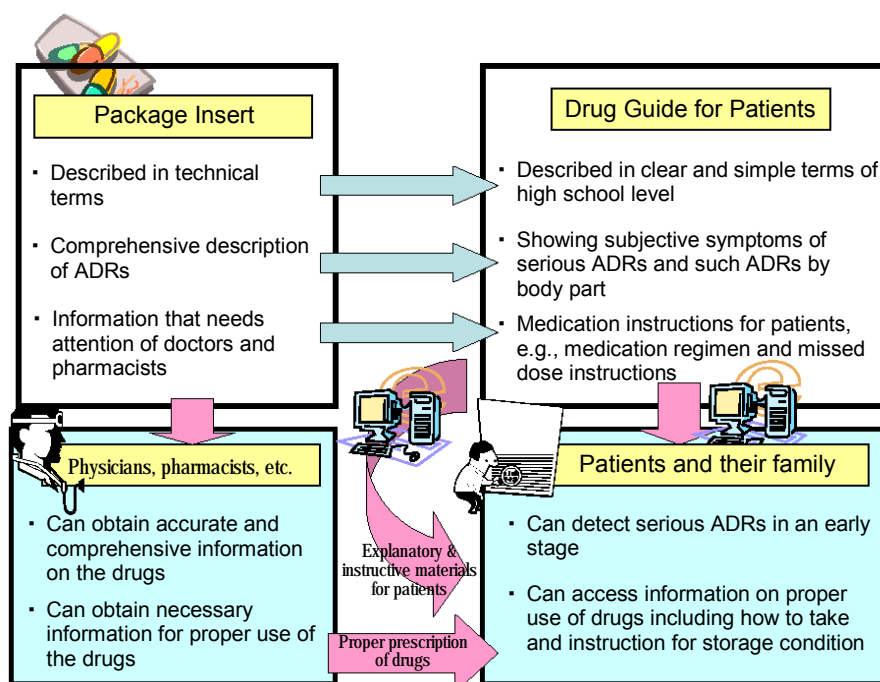 Package Insert
・ Described in technical
terms
・ Comprehensive description
of ADRs
・ Information that needs
attention of doctors and
pharmacists
Drug Guide for Patients
・ Described in clear and simple terms of
high school level
・ Showing subjective symptoms of
serious ADRs and such ADRs by
body part
・ Medication instructions for patients,
e.g., medication regimen and missed
dose instructions
Physicians, pharmacists, etc.
・ Can obtain accurate and
comprehensive information
on the drugs
・ Can obtain necessary
information for proper use of
the drugs
Explanatory &
instructive materials
for patients
Proper prescription
of drugs
Patients and their family
・ Can detect serious ADRs in an early
stage
・ Can access information on proper
use of drugs including how to take
and instruction for storage condition